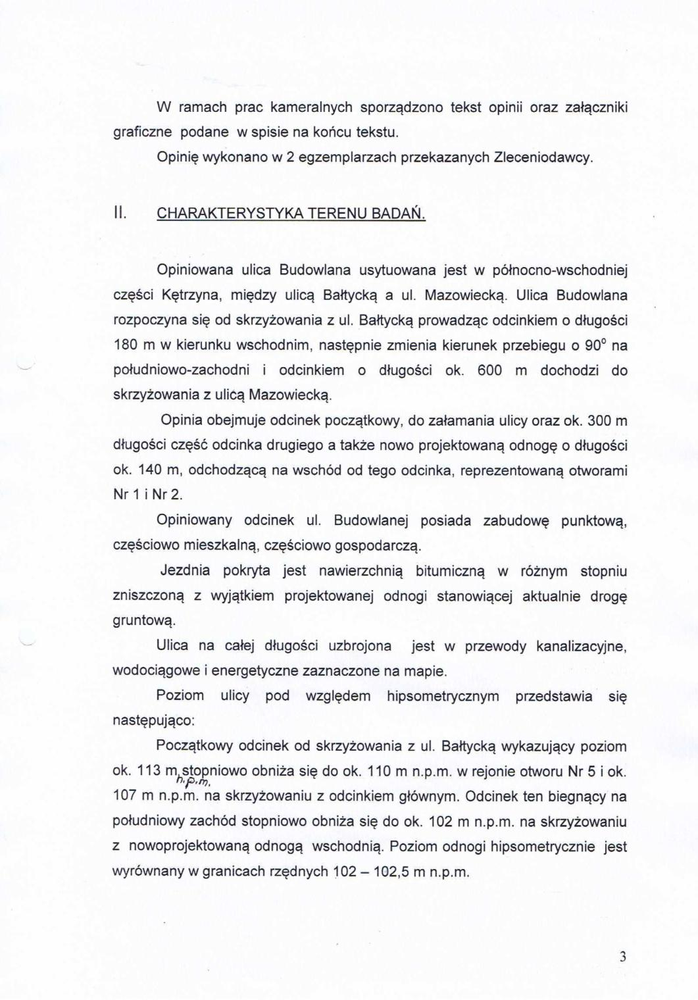 W ramach prac kameralnych sporządzono tekst opinii oraz załączniki
graficzne podane w spisie na końcu tekstu.
Opinię wykonano w 2 egzemplarzach przekazanych Zleceniodawcy.
II. CHARAKTERYSTYKA TERENU BADAŃ.
Opiniowana ulica Budowlana usytuowana jest w północno-wschodniej
części Kętrzyna, między ulicą Bałtycką a ul. Mazowiecką. Ulica Budowlana
rozpoczyna się od skrzyżowania z ul. Bałtycką prowadząc odcinkiem o długości
180 m w kierunku wschodnim, następnie zmienia kierunek przebiegu o 90⁰ na
południowo-zachodni i odcinkiem o długości ok. 600 m dochodzi do
skrzyżowania z ulicą Mazowiecką.
Opinia obejmuje odcinek początkowy, do załamania ulicy oraz ok. 300 m
długości część odcinka drugiego a także nowo projektowaną odnogę o długości
ok. 140 m, odchodzącą na wschód od tego odcinka, reprezentowaną otworami
Nr 1 i Nr 2.
Opiniowany odcinek ul. Budowlanej posiada zabudowę punktową,
częściowo mieszkalną, częściowo gospodarczą.
Jezdnia pokryta jest nawierzchnią bitumiczną w różnym stopniu
zniszczoną z wyjątkiem projektowanej odnogi stanowiącej aktualnie drogę
gruntową.
Ulica na całej długości uzbrojona jest w przewody kanalizacyjne,
wodociągowe i energetyczne zaznaczone na mapie.
Poziom ulicy pod względem hipsometrycznym przedstawia się
następująco:
Początkowy odcinek od skrzyżowania z ul. Bałtycką wykazujący poziom
ok. 113 m stopniowo obniża się do ok. 110 m n.p.m. w rejonie otworu Nr 5 i ok.
n.p.m.
107 m n.p.m. na skrzyżowaniu z odcinkiem głównym. Odcinek ten biegnący na
południowy zachód stopniowo obniża się do ok. 102 m n.p.m. na skrzyżowaniu
z nowoprojektowaną odnogą wschodnią. Poziom odnogi hipsometrycznie jest
wyrównany w granicach rzędnych 102 – 102,5 m n.p.m.
3